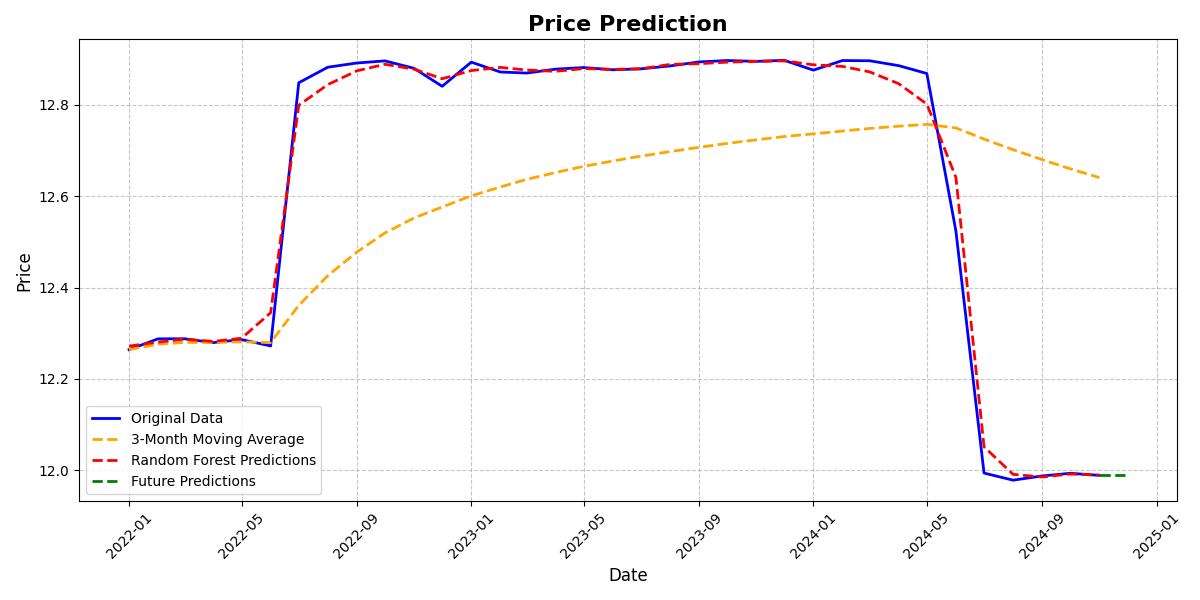 Price Prediction
Price
12.8
12.6
12.4
12.2
12.0
Original Data
3-Month Moving Average
Random Forest Predictions
Future Predictions
2022-01
2022-05
2022-09
2023-01
2023-05
2023-09
2024-01
2024-05
2024-09
2025-01
Date